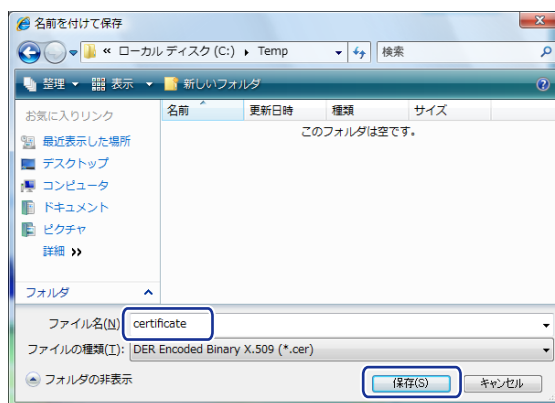 名前を付けて保存
« ローカル ディスク (C:) ▸ Temp
検索
整理 表示 新しいフォルダ
お気に入りリンク
名前 更新日時 種類 サイズ
このフォルダは空です。
最近表示した場所
デスクトップ
コンピュータ
ドキュメント
ピクチャ
詳細 »
フォルダ
ファイル名(N): certificate
ファイルの種類(T): DER Encoded Binary X.509 (*.cer)
フォルダの非表示
保存(S) キャンセル